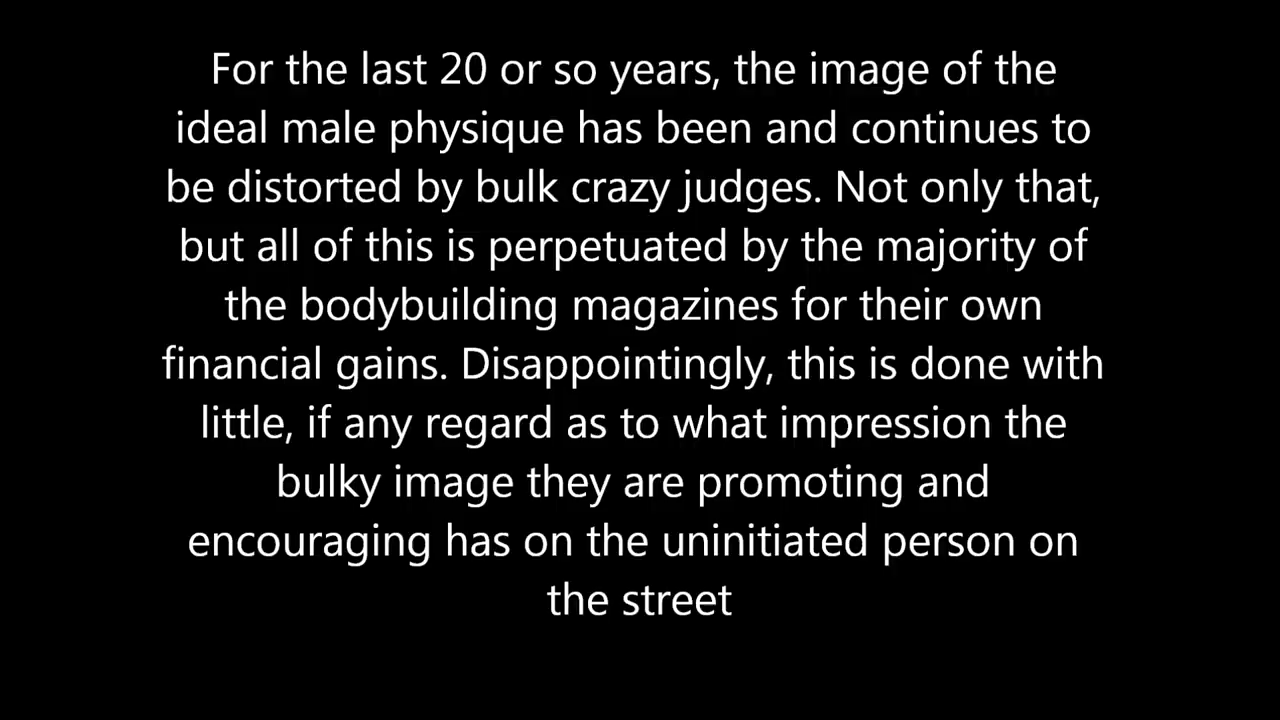 For the last 20 or so years, the image of the
ideal male physique has been and continues to
be distorted by bulk crazy judges. Not only that,
but all of this is perpetuated by the majority of
the bodybuilding magazines for their own
financial gains. Disappointingly, this is done with
little, if any regard as to what impression the
bulky image they are promoting and
encouraging has on the uninitiated person on
the street